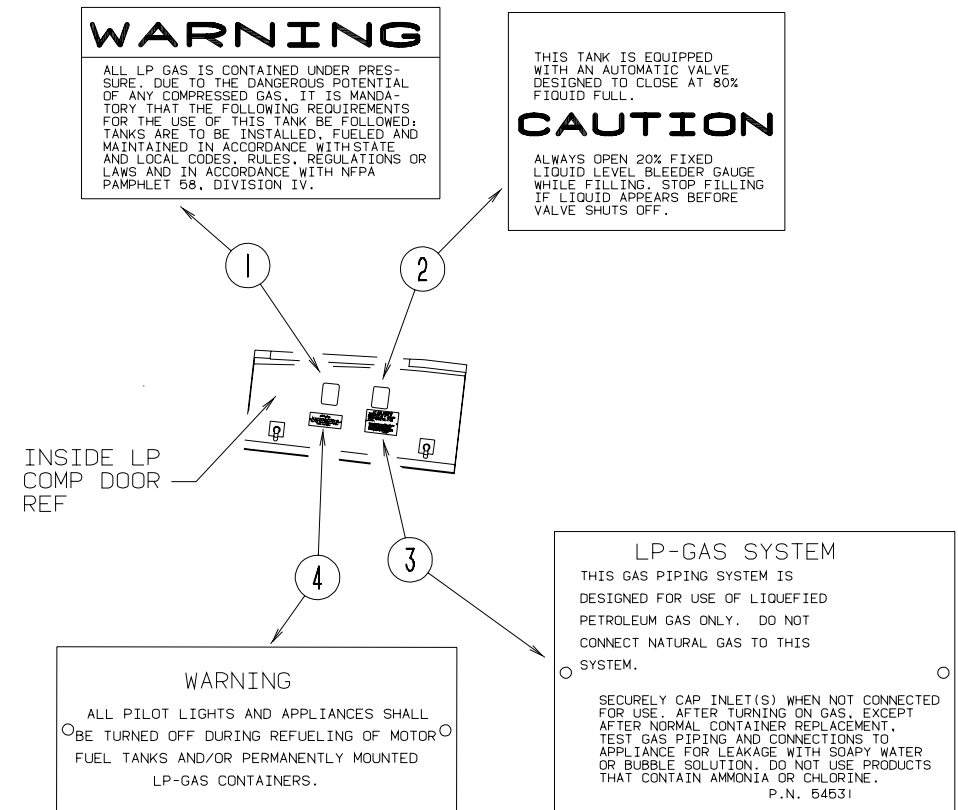 WARNING
ALL LP GAS IS CONTAINED UNDER PRES-
SURE. DUE TO THE DANGEROUS POTENTIAL
OF ANY COMPRESSED GAS, IT IS MANDA-
TORY THAT THE FOLLOWING REQUIREMENTS
FOR THE USE OF THIS TANK BE FOLLOWED:
TANKS ARE TO BE INSTALLED, FUELED AND
MAINTAINED IN ACCORDANCE WITH STATE
AND LOCAL CODES, RULES, REGULATIONS OR
LAWS AND IN ACCORDANCE WITH NFPA
PAMPHLET 58, DIVISION IV.
THIS TANK IS EQUIPPED
WITH AN AUTOMATIC VALVE
DESIGNED TO CLOSE AT 80%
FIQUID FULL.
CAUTION
ALWAYS OPEN 20% FIXED
LIQUID LEVEL BLEEDER GAUGE
WHILE FILLING. STOP FILLING
IF LIQUID APPEARS BEFORE
VALVE SHUTS OFF.
1
2
INSIDE LP
COMP DOOR
REF
3
4
WARNING
ALL PILOT LIGHTS AND APPLIANCES SHALL
BE TURNED OFF DURING REFUELING OF MOTOR
FUEL TANKS AND/OR PERMANENTLY MOUNTED
LP-GAS CONTAINERS.
LP-GAS SYSTEM
THIS GAS PIPING SYSTEM IS
DESIGNED FOR USE OF LIQUEFIED
PETROLEUM GAS ONLY. DO NOT
CONNECT NATURAL GAS TO THIS
SYSTEM.
SECURELY CAP INLET(S) WHEN NOT CONNECTED
FOR USE. AFTER TURNING ON GAS, EXCEPT
AFTER NORMAL CONTAINER REPLACEMENT,
TEST GAS PIPING AND CONNECTIONS TO
APPLIANCE FOR LEAKAGE WITH SOAPY WATER
OR BUBBLE SOLUTION. DO NOT USE PRODUCTS
THAT CONTAIN AMMONIA OR CHLORINE.
P.N. 54531